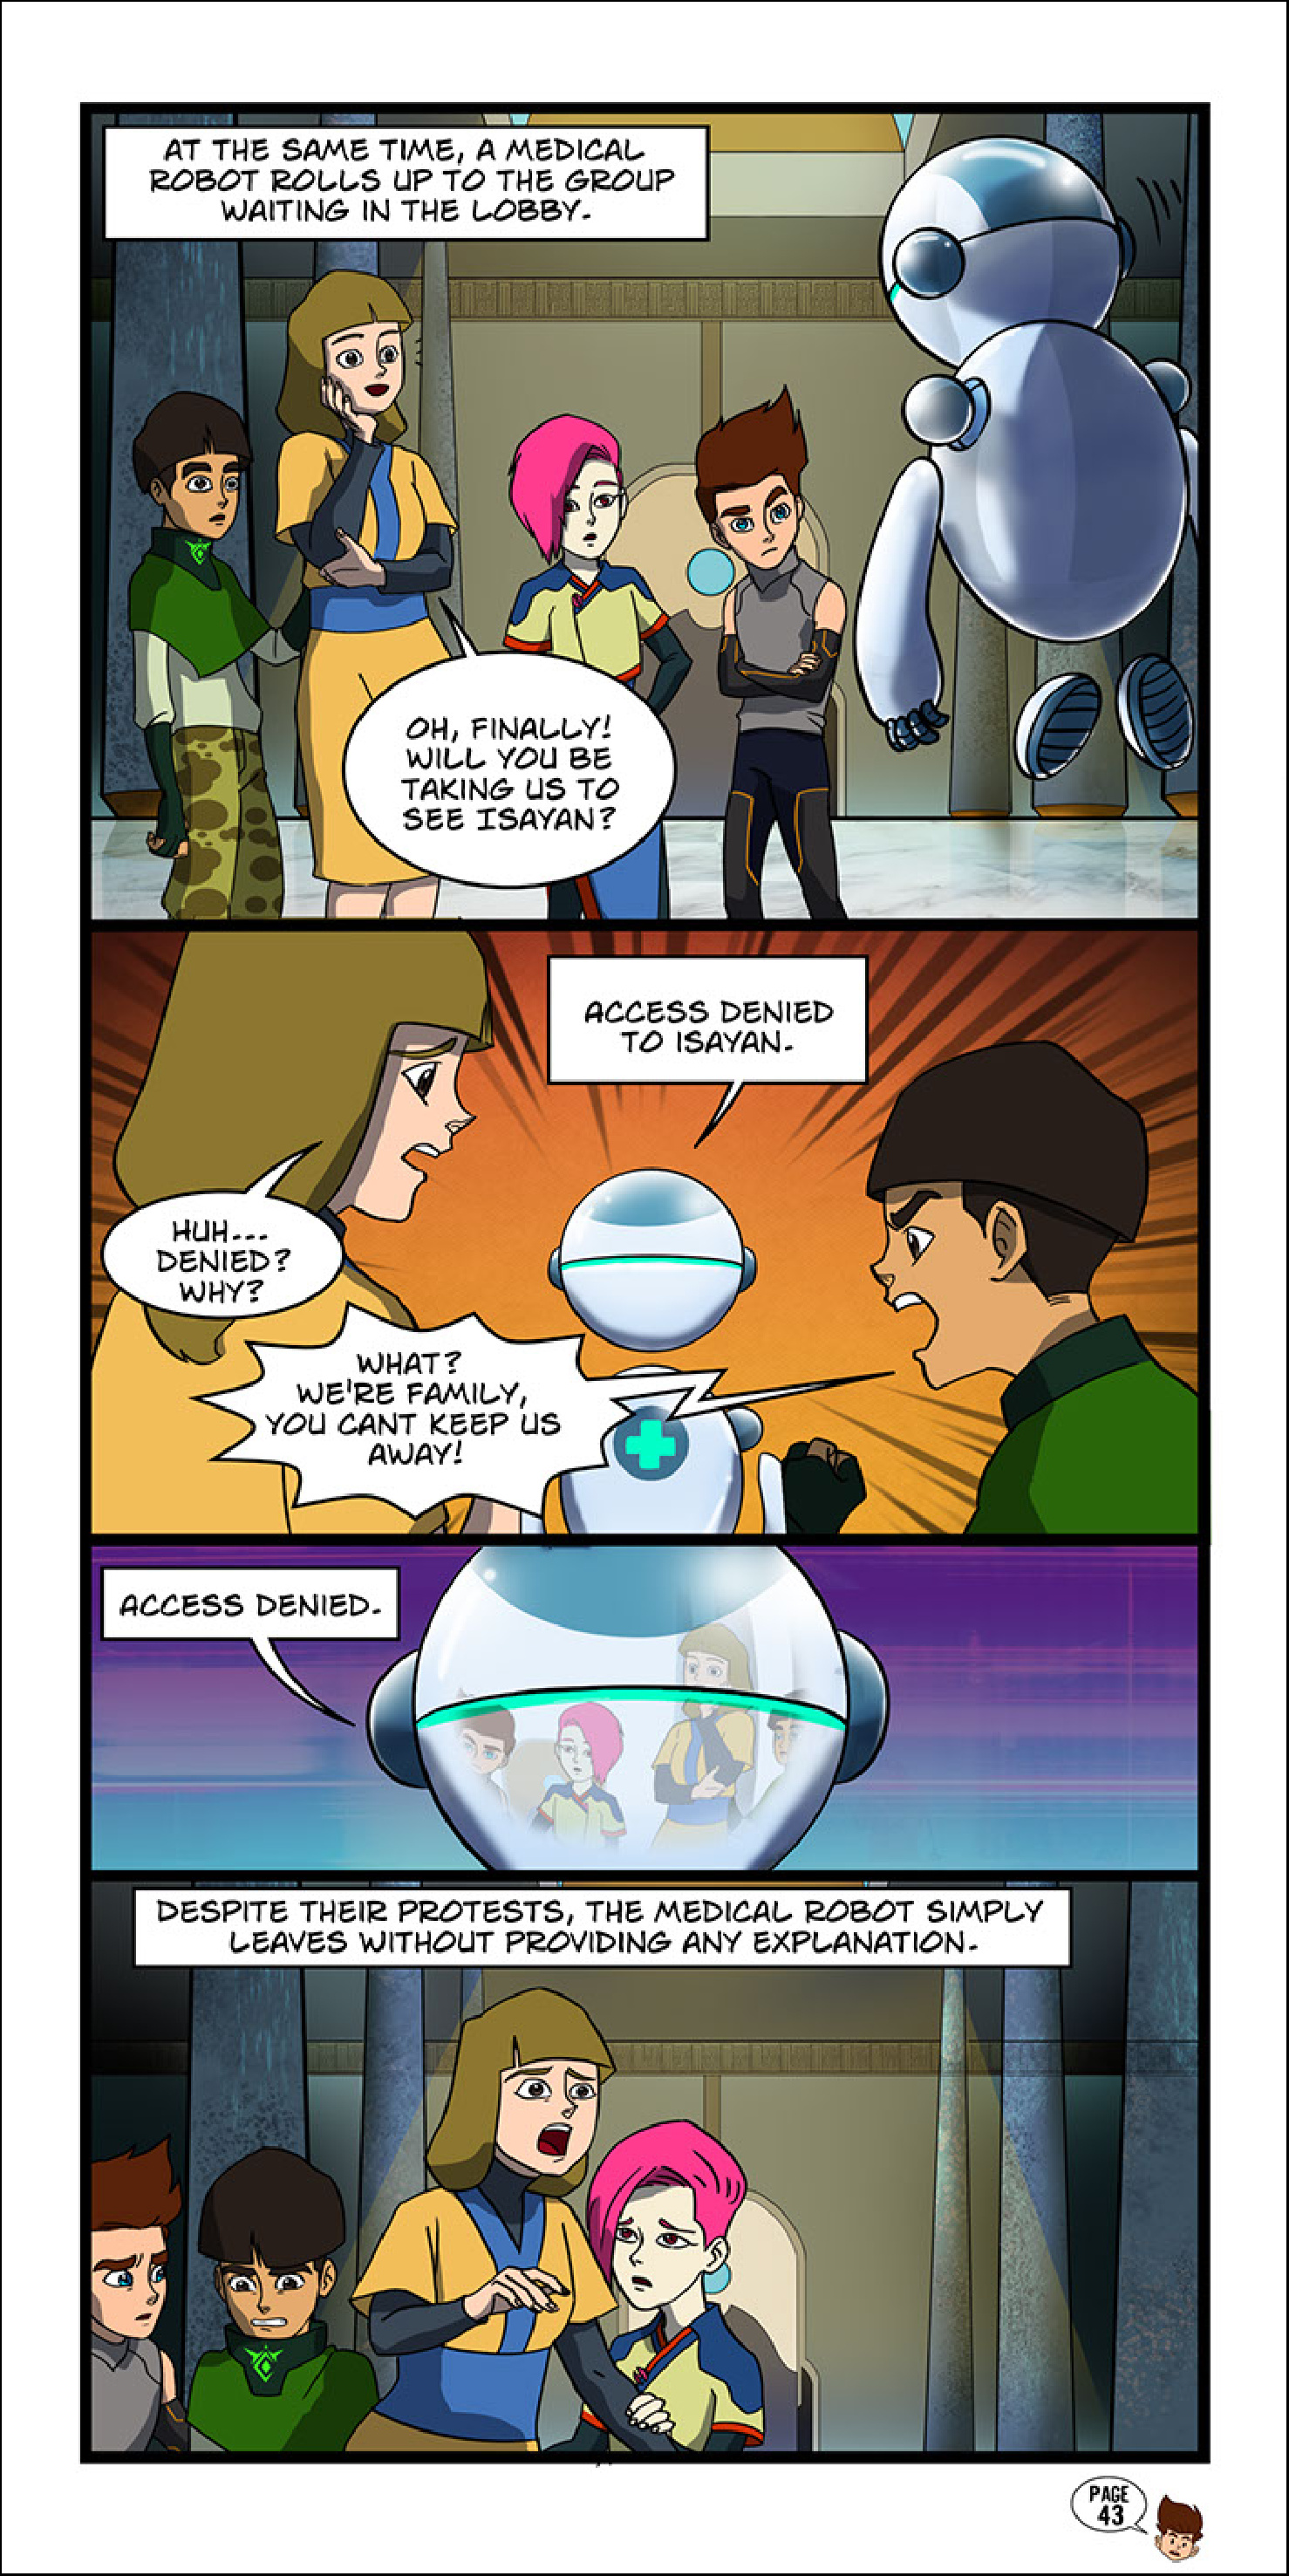 AT THE SAME TIME, A MEDICAL
ROBOT ROLLS UP TO THE GROUP
WAITING IN THE LOBBY.
OH, FINALLY!
WILL YOU BE
TAKING US TO
SEE ISAYAN?
ACCESS DENIED
TO ISAYAN.
HUH...
DENIED?
WHY?
WHAT?
WE'RE FAMILY,
YOU CANT KEEP US
AWAY!
ACCESS DENIED.
DESPITE THEIR PROTESTS, THE MEDICAL ROBOT SIMPLY
LEAVES WITHOUT PROVIDING ANY EXPLANATION.
PAGE
43